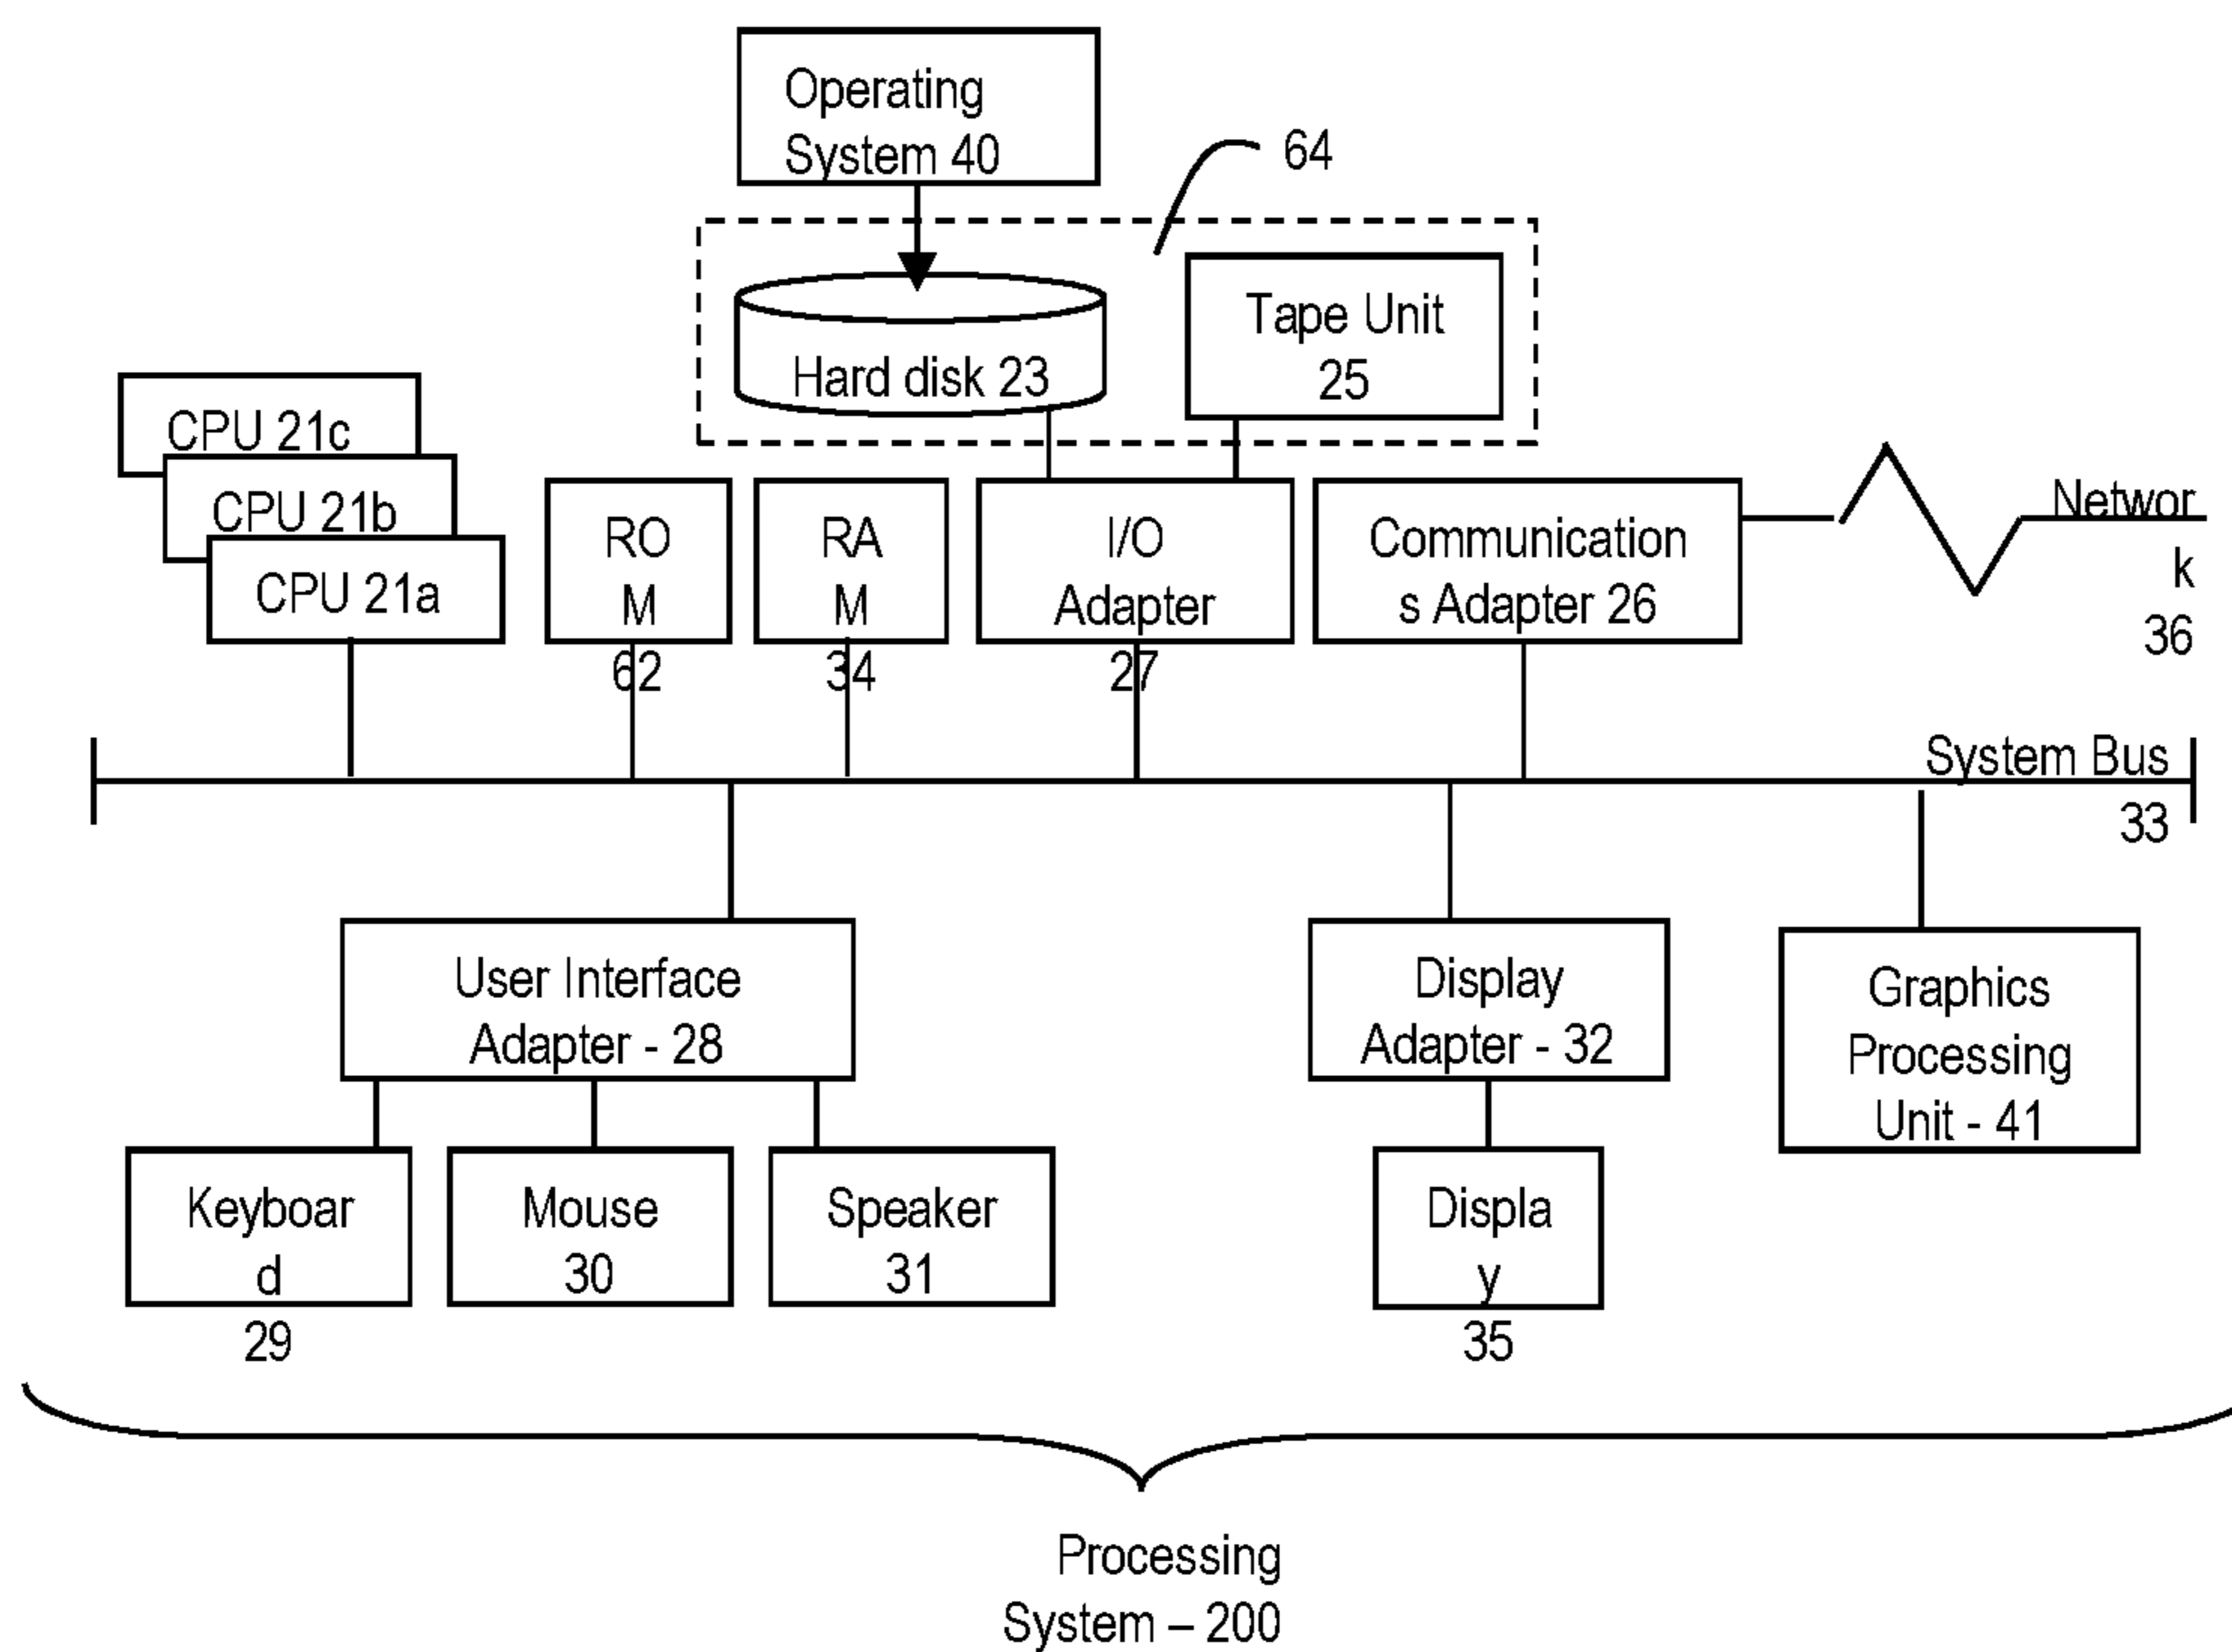 Operating
System 40
64
Hard disk 23
Tape Unit
25
CPU 21c
CPU 21b
CPU 21a
RO
M
62
RA
M
34
I/O
Adapter
27
Communication
s Adapter 26
Networ
k
36
System Bus
33
User Interface
Adapter - 28
Display
Adapter - 32
Graphics
Processing
Unit - 41
Keyboar
d
29
Mouse
30
Speaker
31
Displa
y
35
Processing
System – 200